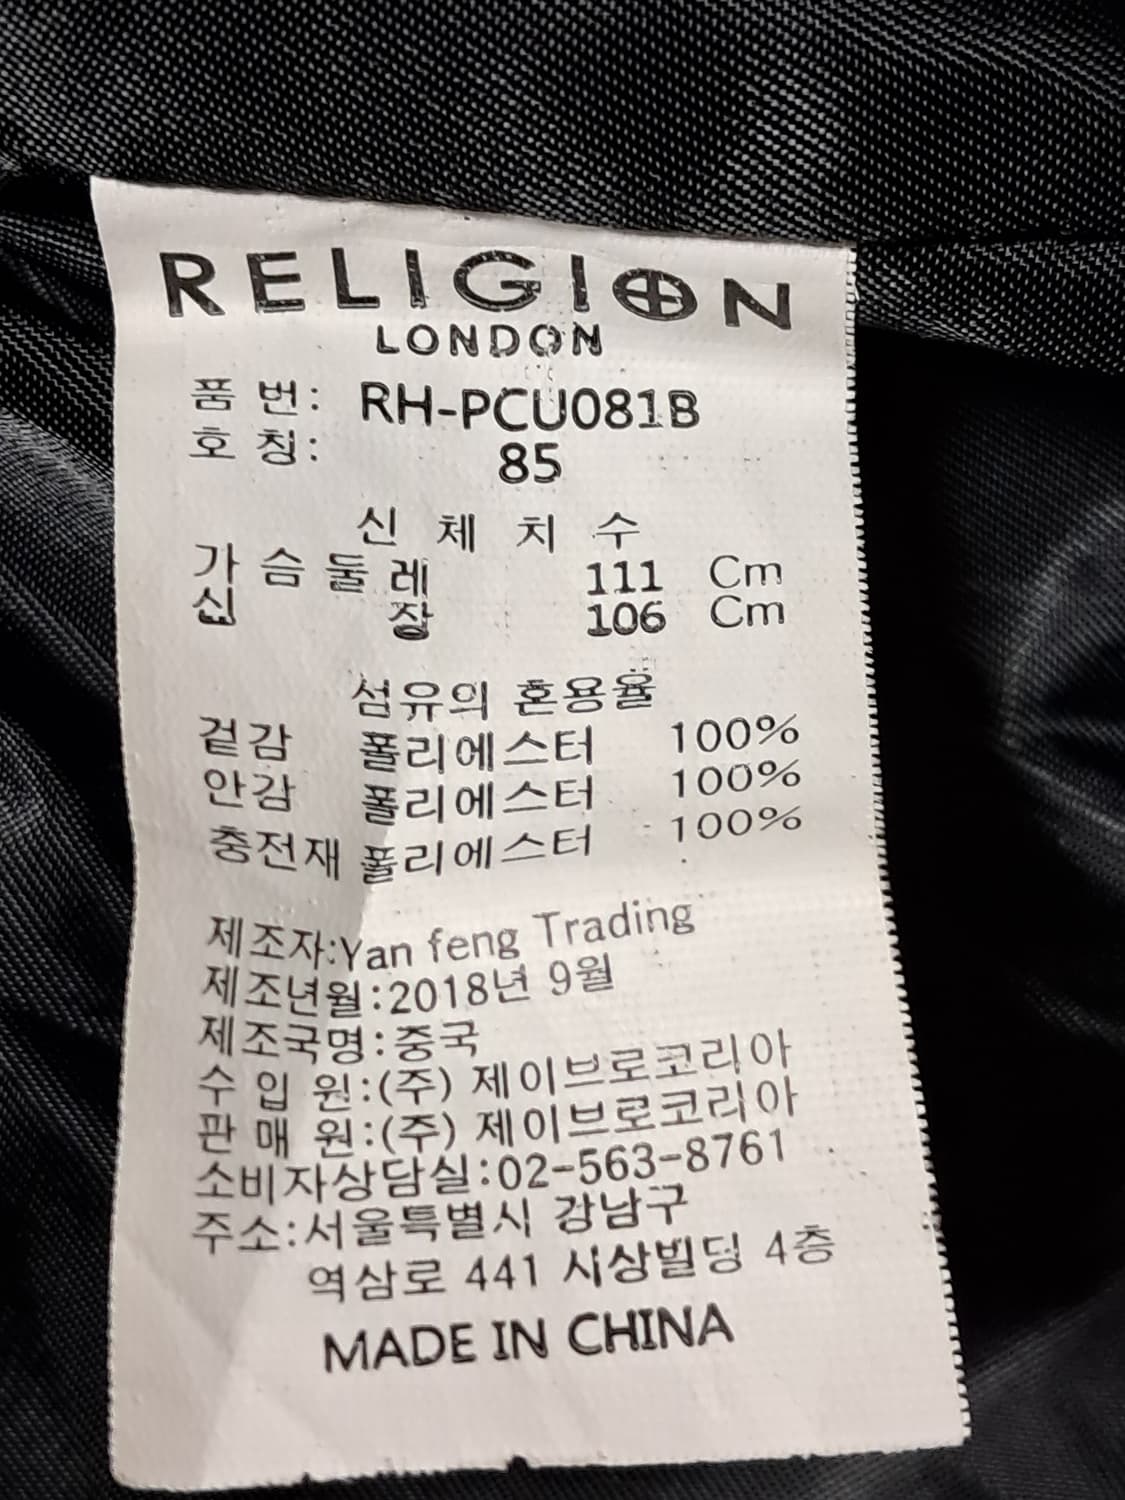 RELIGION
LONDON
품 번: RH-PCU081B
호 칭: 85
신 체 치 수
가 슴 둘 레 111 Cm
신 장 106 Cm
섬유의 혼용율
겉감 폴리에스터 100%
안감 폴리에스터 100%
충전재 폴리에스터 100%
제조자:Yan feng Trading
제조년월:2018년 9월
제조국명:중국
수 입 원:(주) 제이브로코리아
판 매 원:(주) 제이브로코리아
소비자상담실:02-563-8761
주소:서울특별시 강남구
역삼로 441 시상빌딩 4층
MADE IN CHINA